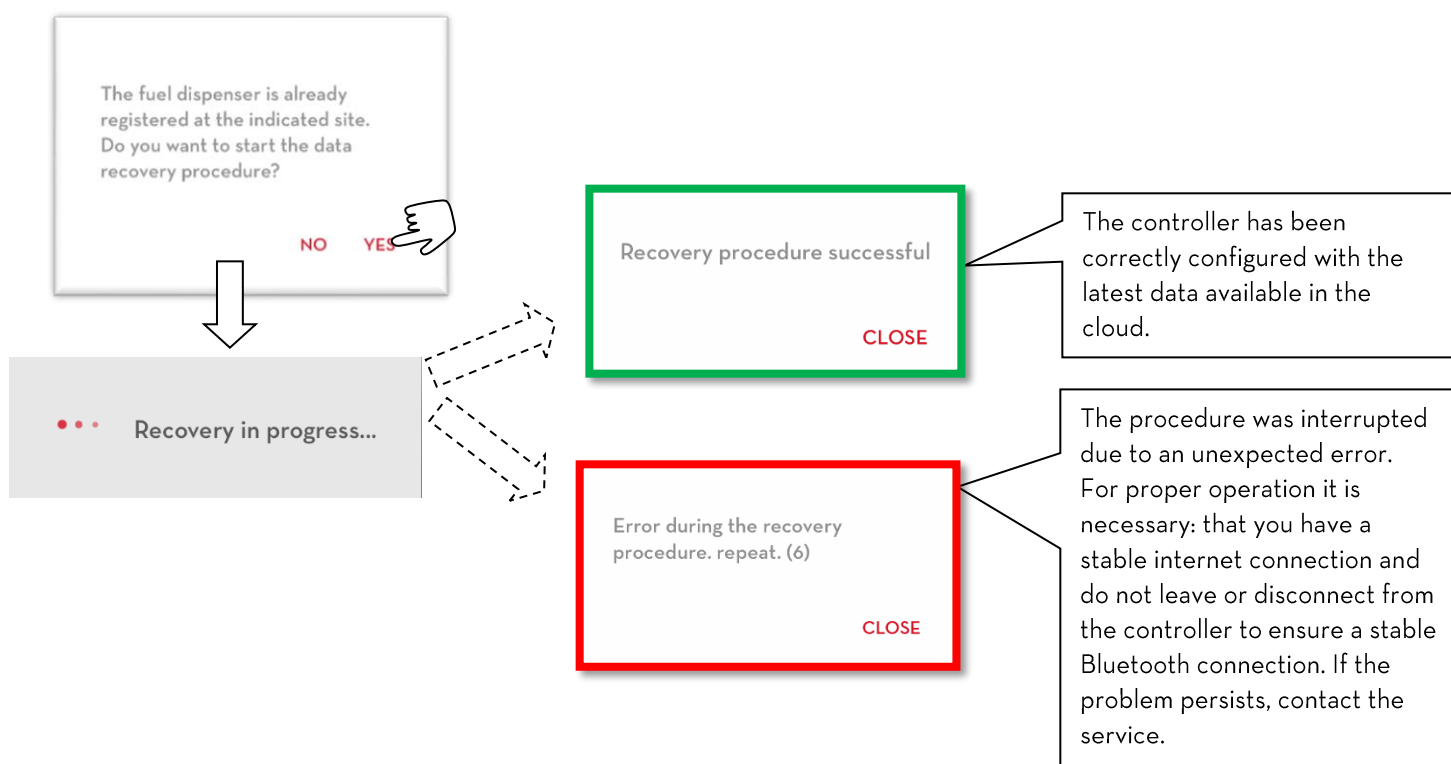 The fuel dispenser is already
registered at the indicated site.
Do you want to start the data
recovery procedure?
NO YES
Recovery in progress...
Recovery procedure successful
CLOSE
The controller has been
correctly configured with the
latest data available in the
cloud.
Error during the recovery
procedure. repeat. (6)
CLOSE
The procedure was interrupted
due to an unexpected error.
For proper operation it is
necessary: that you have a
stable internet connection and
do not leave or disconnect from
the controller to ensure a stable
Bluetooth connection. If the
problem persists, contact the
service.